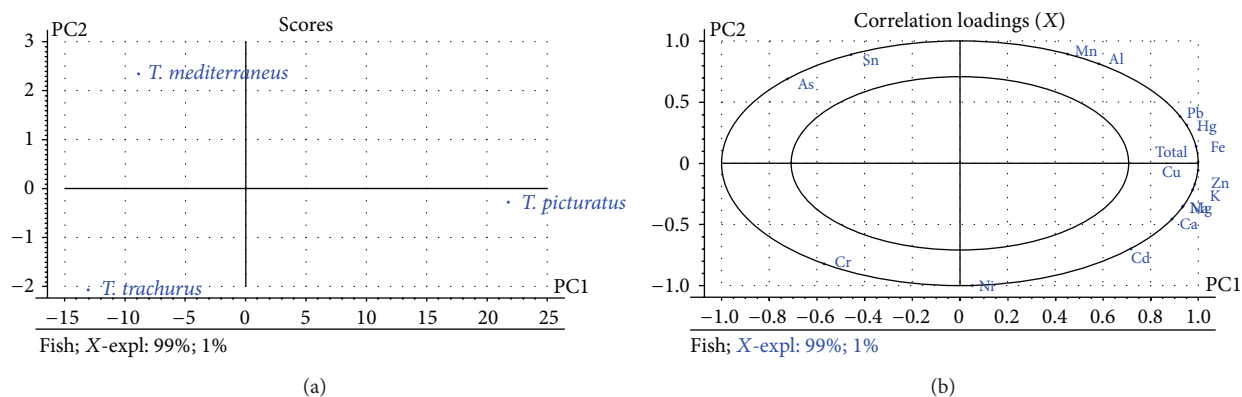 Scores
PC2
3
2
1
0
−1
−2
T. mediterraneus
T. picturatus
T. trachurus
PC1
−15 −10 −5 0 5 10 15 20 25
Fish; X-expl: 99%; 1%
(a)
Correlation loadings (X)
PC2
1.0
0.5
0
−0.5
−1.0
Sn
Mn
Al
As
Pb
Hg
Fe
Total
Cu
Zn
K
Na
Mg
Ca
Cd
Cr
Ni
PC1
−1.0 −0.8 −0.6 −0.4 −0.2 0 0.2 0.4 0.6 0.8 1.0
Fish; X-expl: 99%; 1%
(b)